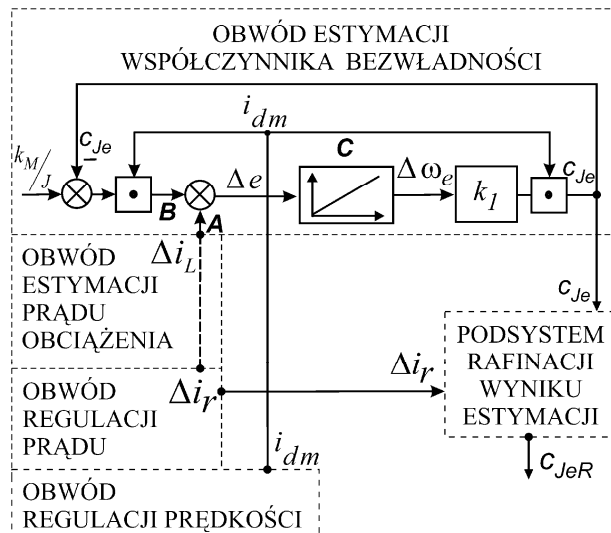 OBWÓD ESTYMACJI
WSPÓŁCZYNNIKA BEZWŁADNOŚCI
k_M/J
c_Je
−
i_dm
B
A
Δe
C
Δω_e
k_1
c_Je
OBWÓD
ESTYMACJI
PRĄDU
OBCIĄŻENIA
Δi_L
c_Je
PODSYSTEM
RAFINACJI
WYNIKU
ESTYMACJI
OBWÓD
REGULACJI
PRĄDU
Δi_r
Δi_r
i_dm
c_JeR
OBWÓD
REGULACJI PRĘDKOŚCI